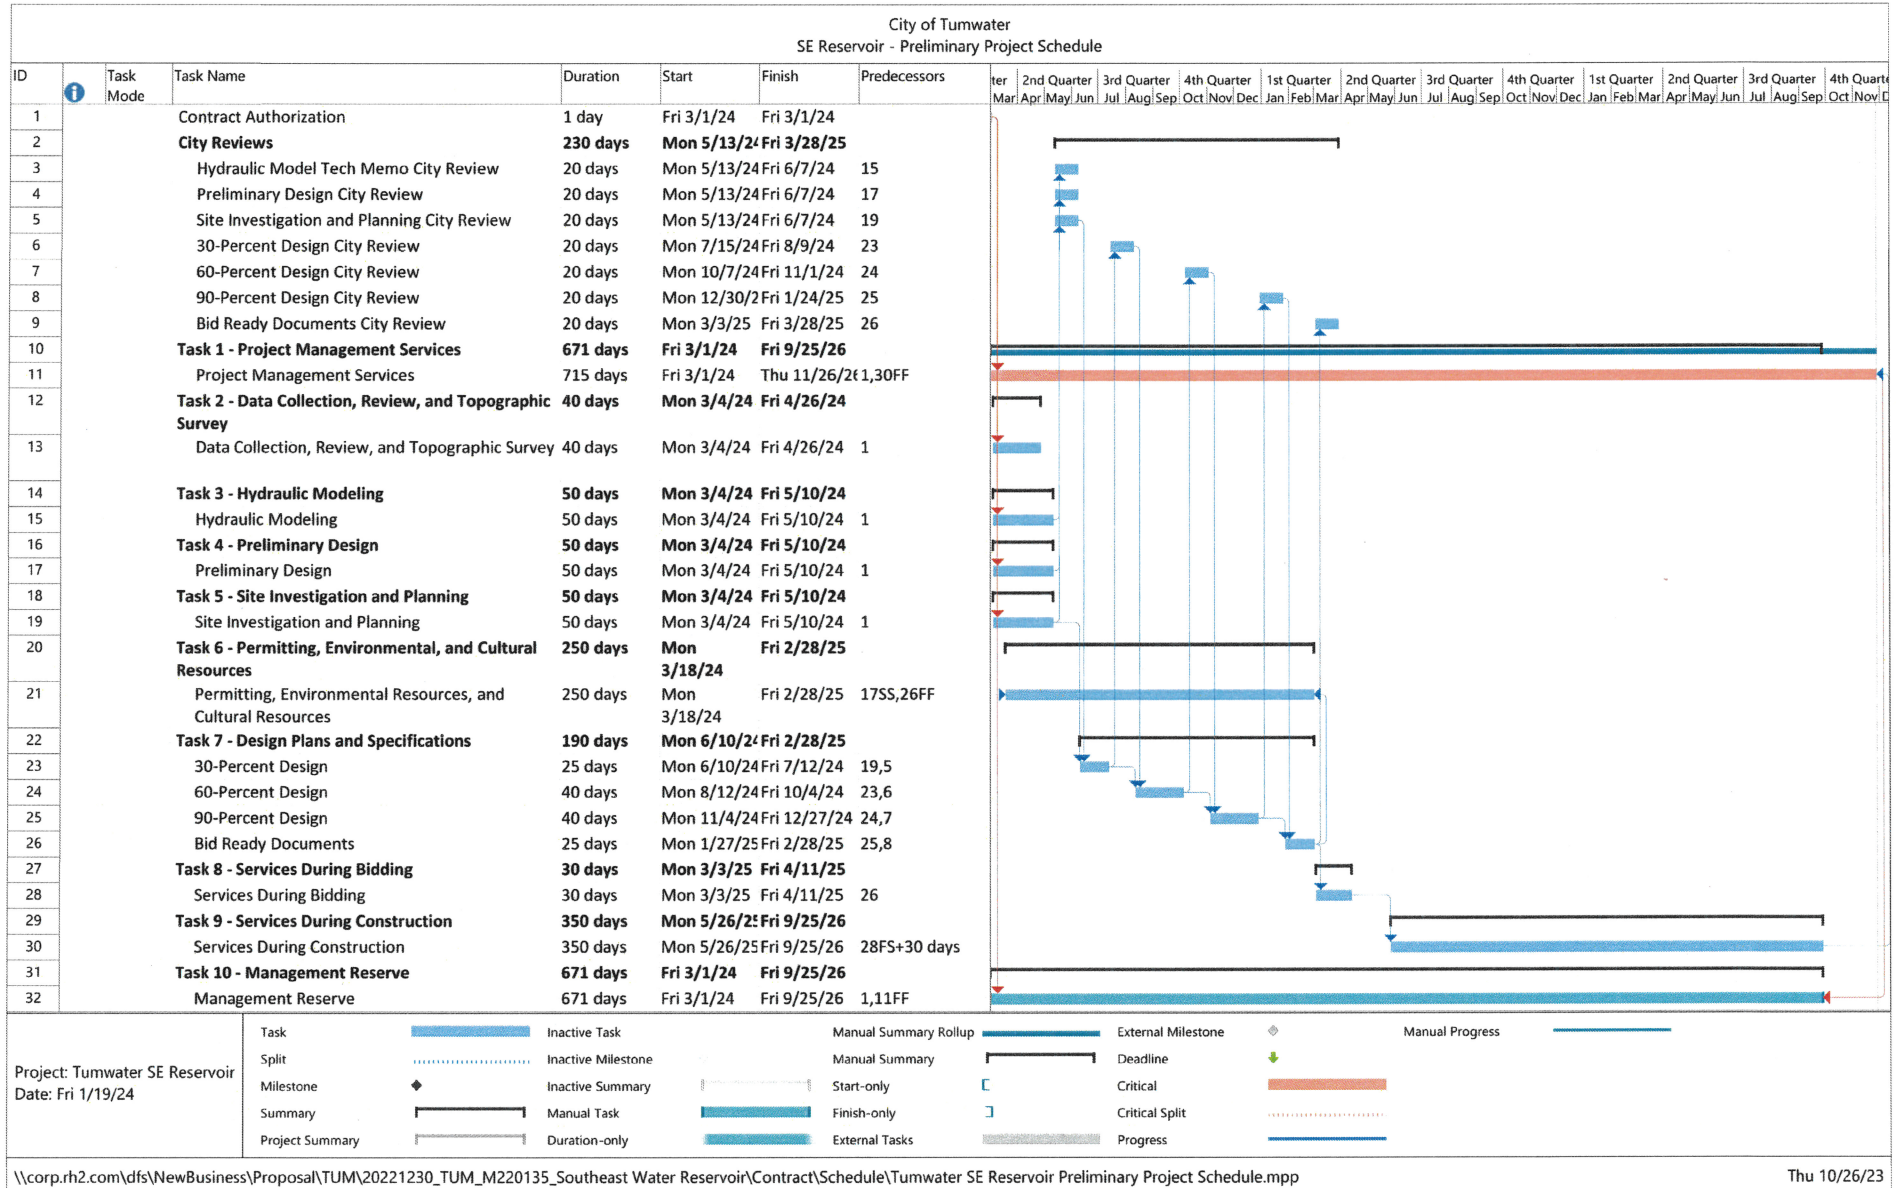 City of Tumwater
SE Reservoir - Preliminary Project Schedule
ID Task Mode Task Name Duration Start Finish Predecessors
ter 2nd Quarter 3rd Quarter 4th Quarter 1st Quarter 2nd Quarter 3rd Quarter 4th Quarter 1st Quarter 2nd Quarter 3rd Quarter 4th Quarte
Mar Apr May Jun Jul Aug Sep Oct Nov Dec Jan Feb Mar Apr May Jun Jul Aug Sep Oct Nov Dec Jan Feb Mar Apr May Jun Jul Aug Sep Oct Nov D
1 Contract Authorization 1 day Fri 3/1/24 Fri 3/1/24
2 City Reviews 230 days Mon 5/13/24 Fri 3/28/25
3 Hydraulic Model Tech Memo City Review 20 days Mon 5/13/24 Fri 6/7/24 15
4 Preliminary Design City Review 20 days Mon 5/13/24 Fri 6/7/24 17
5 Site Investigation and Planning City Review 20 days Mon 5/13/24 Fri 6/7/24 19
6 30-Percent Design City Review 20 days Mon 7/15/24 Fri 8/9/24 23
7 60-Percent Design City Review 20 days Mon 10/7/24 Fri 11/1/24 24
8 90-Percent Design City Review 20 days Mon 12/30/2 Fri 1/24/25 25
9 Bid Ready Documents City Review 20 days Mon 3/3/25 Fri 3/28/25 26
10 Task 1 - Project Management Services 671 days Fri 3/1/24 Fri 9/25/26
11 Project Management Services 715 days Fri 3/1/24 Thu 11/26/26 1,30FF
12 Task 2 - Data Collection, Review, and Topographic 40 days Mon 3/4/24 Fri 4/26/24
Survey
13 Data Collection, Review, and Topographic Survey 40 days Mon 3/4/24 Fri 4/26/24 1
14 Task 3 - Hydraulic Modeling 50 days Mon 3/4/24 Fri 5/10/24
15 Hydraulic Modeling 50 days Mon 3/4/24 Fri 5/10/24 1
16 Task 4 - Preliminary Design 50 days Mon 3/4/24 Fri 5/10/24
17 Preliminary Design 50 days Mon 3/4/24 Fri 5/10/24 1
18 Task 5 - Site Investigation and Planning 50 days Mon 3/4/24 Fri 5/10/24
19 Site Investigation and Planning 50 days Mon 3/4/24 Fri 5/10/24 1
20 Task 6 - Permitting, Environmental, and Cultural 250 days Mon Fri 2/28/25
Resources 3/18/24
21 Permitting, Environmental Resources, and 250 days Mon Fri 2/28/25 17SS,26FF
Cultural Resources 3/18/24
22 Task 7 - Design Plans and Specifications 190 days Mon 6/10/24 Fri 2/28/25
23 30-Percent Design 25 days Mon 6/10/24 Fri 7/12/24 19,5
24 60-Percent Design 40 days Mon 8/12/24 Fri 10/4/24 23,6
25 90-Percent Design 40 days Mon 11/4/24 Fri 12/27/24 24,7
26 Bid Ready Documents 25 days Mon 1/27/25 Fri 2/28/25 25,8
27 Task 8 - Services During Bidding 30 days Mon 3/3/25 Fri 4/11/25
28 Services During Bidding 30 days Mon 3/3/25 Fri 4/11/25 26
29 Task 9 - Services During Construction 350 days Mon 5/26/25 Fri 9/25/26
30 Services During Construction 350 days Mon 5/26/25 Fri 9/25/26 28FS+30 days
31 Task 10 - Management Reserve 671 days Fri 3/1/24 Fri 9/25/26
32 Management Reserve 671 days Fri 3/1/24 Fri 9/25/26 1,11FF
Project: Tumwater SE Reservoir
Date: Fri 1/19/24
Task Inactive Task Manual Summary Rollup External Milestone Manual Progress
Split Inactive Milestone Manual Summary Deadline
Milestone Inactive Summary Start-only Critical
Summary Manual Task Finish-only Critical Split
Project Summary Duration-only External Tasks Progress
\\corp.rh2.com\dfs\NewBusiness\Proposal\TUM\20221230_TUM_M220135_Southeast Water Reservoir\Contract\Schedule\Tumwater SE Reservoir Preliminary Project Schedule.mpp Thu 10/26/23